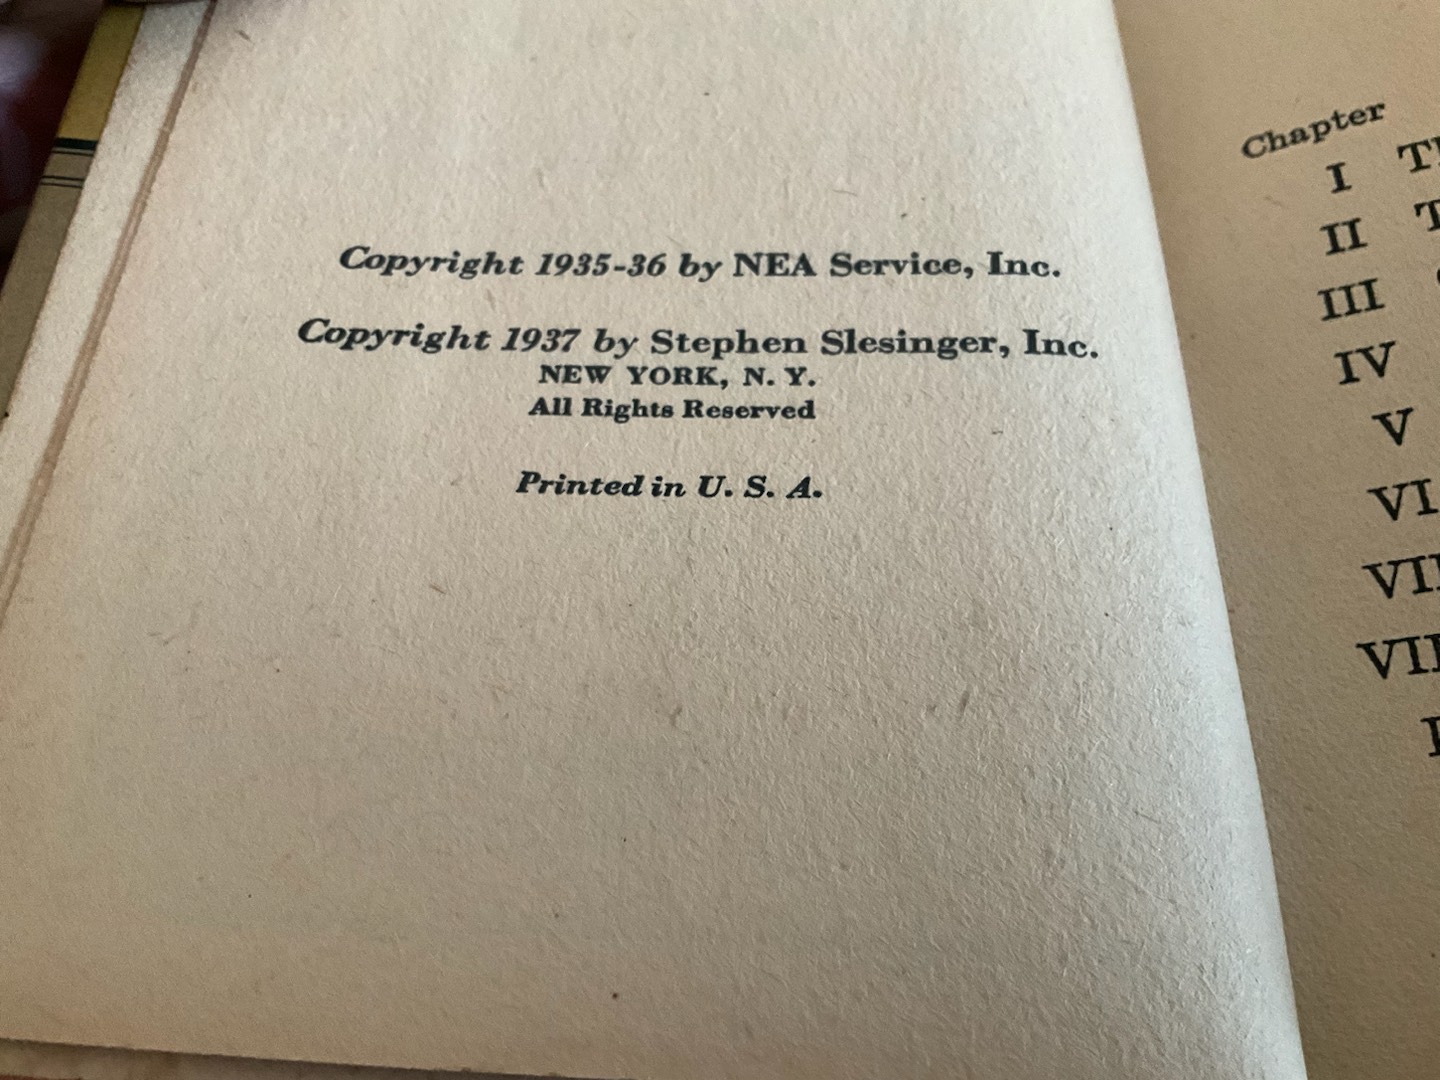 Copyright 1935-36 by NEA Service, Inc.
Copyright 1937 by Stephen Slesinger, Inc.
NEW YORK, N. Y.
All Rights Reserved
Printed in U. S. A.
Chapter
I
II
III
IV
V
VI